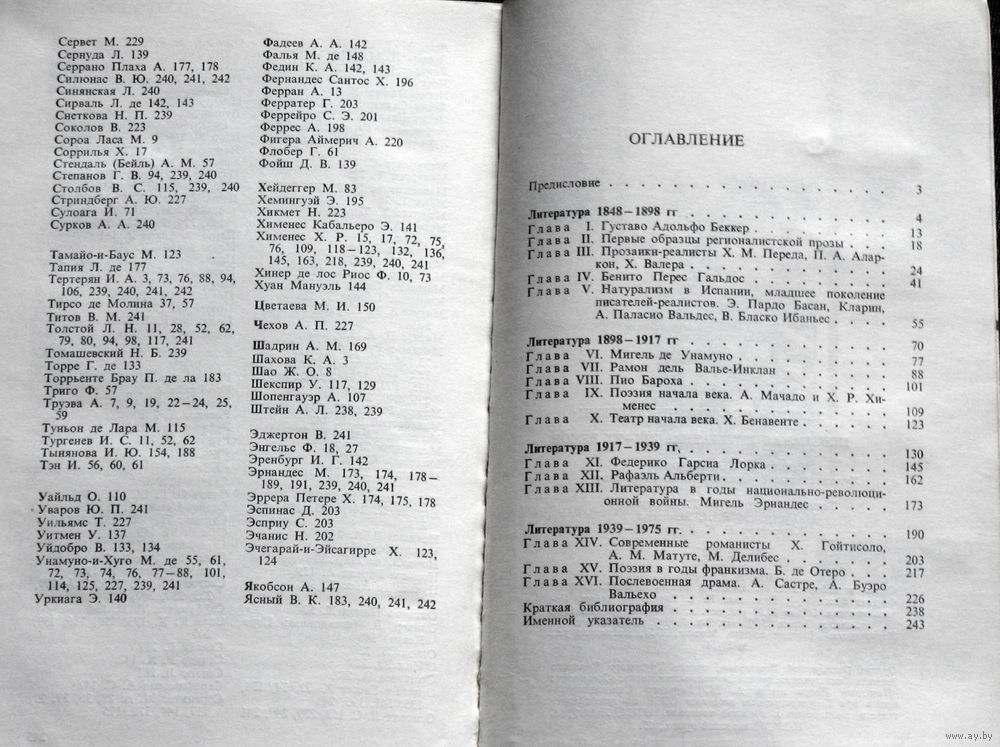 Сервет М. 229
Сернуда Л. 139
Серрано Плаха А. 177, 178
Силюнас В. Ю. 240, 241, 242
Синянская Л. 240
Сирваль Л. де 142, 143
Снеткова Н. П. 239
Соколов В. 223
Сороа Ласа М. 9
Соррилья Х. 17
Стендаль (Бейль) А. М. 57
Степанов Г. В. 94, 239, 240
Столбов В. С. 115, 239, 240
Стриндберг А. Ю. 227
Сулоага И. 71
Сурков А. А. 240
Тамайо-и-Баус М. 123
Тапия Л. де 177
Тертерян И. А. 3, 73, 76, 88, 94,
106, 239, 240, 241, 242
Тирсо де Молина 37, 57
Титов В. М. 241
Толстой Л. Н. 11, 28, 52, 62,
79, 80, 94, 98, 117, 241
Томашевский Н. Б. 239
Торре Г. де 133
Торрьенте Брау П. де ла 183
Триго Ф. 57
Труэва А. 7, 9, 19, 22—24, 25,
59
Туньон де Лара М. 115
Тургенев И. С. 11, 52, 62
Тынянова И. Ю. 154, 188
Тэн И. 56, 60, 61
Уайльд О. 110
Уваров Ю. П. 241
Уильямс Т. 227
Уитмен У. 137
Уйдобро В. 133, 134
Унамуно-и-Хуго М. де 55, 61,
72, 73, 74, 76, 77—88, 101,
114, 125, 227, 239, 241
Уркиага Э. 140
Фадеев А. А. 142
Фалья М. де 148
Федин К. А. 142, 143
Фернандес Сантос Х. 196
Ферран А. 13
Ферратер Г. 203
Феррейро С. Э. 201
Феррес А. 198
Фигера Аймерич А. 220
Флобер Г. 61
Фойш Д. В. 139
Хейдеггер М. 83
Хемингуэй Э. 195
Хикмет Н. 223
Хименес Кабальеро Э. 141
Хименес Х. Р. 15, 17, 72, 75,
76, 109, 118—123, 132, 136,
145, 163, 218, 239, 240, 241
Хинер де лос Риос Ф. 10, 73
Хуан Мануэль 144
Цветаева М. И. 150
Чехов А. П. 227
Шадрин А. М. 169
Шахова К. А. 3
Шао Ж. О. 8
Шекспир У. 117, 129
Шопенгауэр А. 107
Штейн А. Л. 238, 239
Эджертон В. 241
Энгельс Ф. 18, 27
Эренбург И. Г. 142
Эрнандес М. 173, 174, 178—
189, 191, 239, 240, 241
Эррера Петере Х. 174, 175, 178
Эспинас Д. 203
Эсприу С. 203
Эчанис Н. 202
Эчегарай-и-Эйсагирре Х. 123,
124
Якобсон А. 147
Ясный В. К. 183, 240, 241, 242
ОГЛАВЛЕНИЕ
Предисловие . . . . . . . . . . . . . . . . 3
Литература 1848—1898 гг . . . . . . . . . . 4
Глава I. Густаво Адольфо Беккер . . . . . . . 13
Глава II. Первые образцы регионалистской прозы . . . 18
Глава III. Прозаики-реалисты Х. М. Переда, П. А. Алар-
кон, Х. Валера . . . . . . . . . . 24
Глава IV. Бенито Перес Гальдос . . . . . . . 41
Глава V. Натурализм в Испании, младшее поколение
писателей-реалистов. Э. Пардо Басан, Кларин,
А. Паласио Вальдес, В. Бласко Ибаньес . . . . 55
Литература 1898—1917 гг . . . . . . . . . . 70
Глава VI. Мигель де Унамуно . . . . . . . . 77
Глава VII. Рамон дель Валье-Инклан . . . . . . 88
Глава VIII. Пио Бароха . . . . . . . . . . 101
Глава IX. Поэзия начала века. А. Мачадо и Х. Р. Хи-
менес . . . . . . . . . . . . . 109
Глава X. Театр начала века. Х. Бенавенте . . . . . 123
Литература 1917—1939 гг. . . . . . . . . . . 130
Глава XI. Федерико Гарсиа Лорка . . . . . . . 145
Глава XII. Рафаэль Альберти . . . . . . . . 162
Глава XIII. Литература в годы национально-революци-
онной войны. Мигель Эрнандес . . . . . . 173
Литература 1939—1975 гг. . . . . . . . . . . 190
Глава XIV. Современные романисты Х. Гойтисоло,
А. М. Матуте, М. Делибес . . . . . . . 203
Глава XV. Поэзия в годы франкизма. Б. де Отеро . . . 217
Глава XVI. Послевоенная драма. А. Састре, А. Буэро
Вальехо . . . . . . . . . . . . 226
Краткая библиография . . . . . . . . . . . 238
Именной указатель . . . . . . . . . . . . 243
www.ay.by